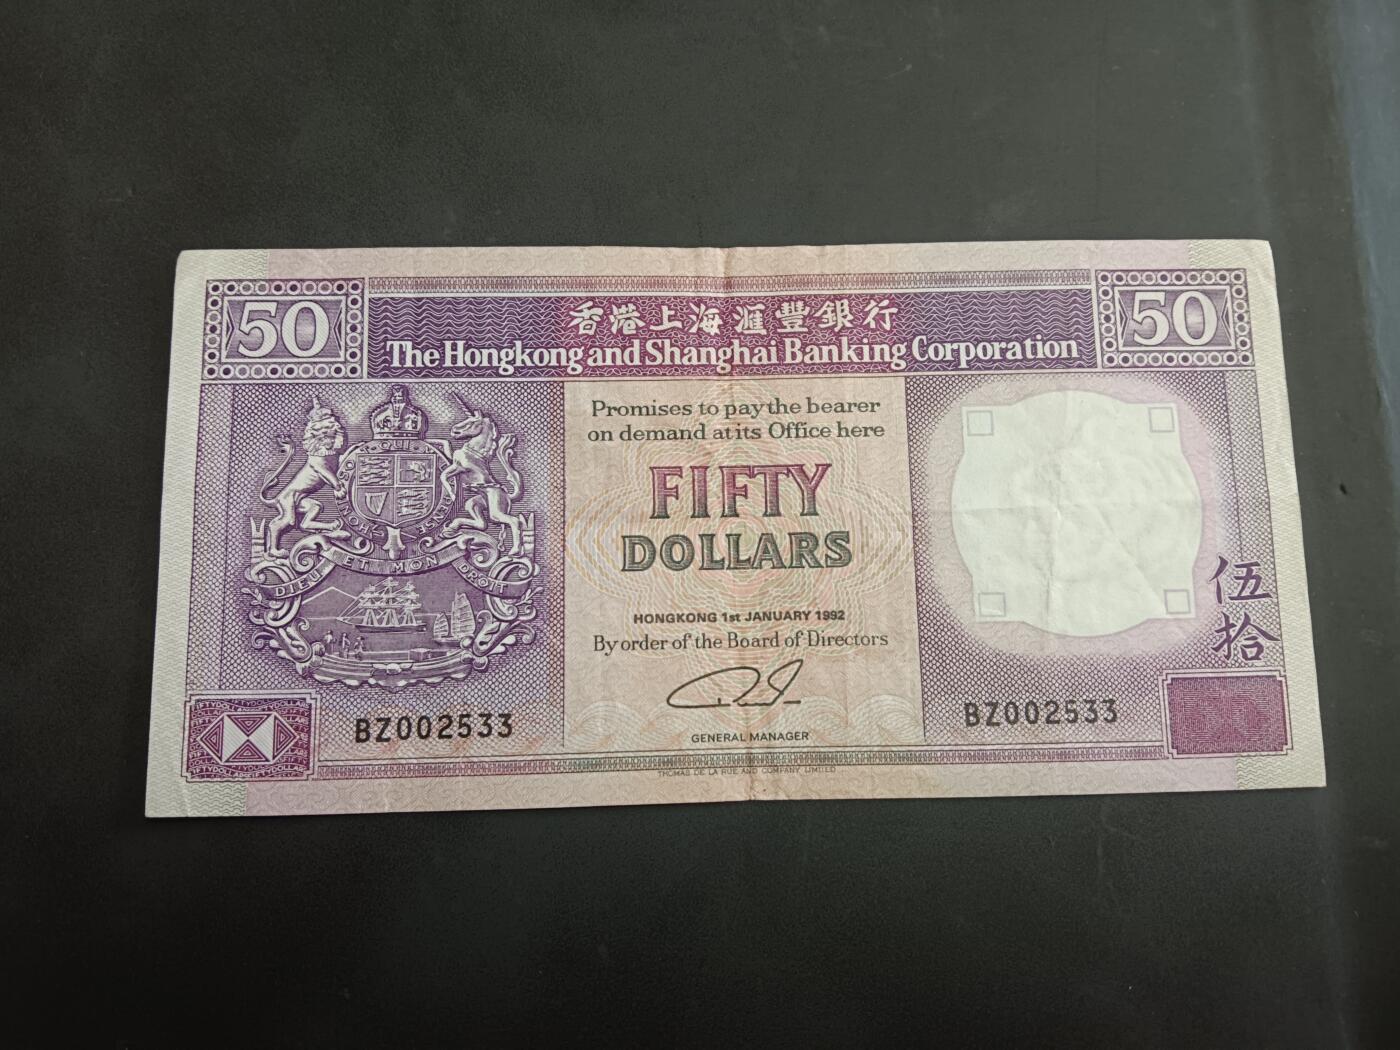 50
50
香港上海滙豐銀行
The Hongkong and Shanghai Banking Corporation
Promises to pay the bearer
on demand at its Office here
FIFTY
DOLLARS
DIEU ET MON DROIT
伍
拾
HONGKONG 1st JANUARY 1992
By order of the Board of Directors
BZ002533
BZ002533
GENERAL MANAGER
THOMAS DE LA RUE AND COMPANY LIMITED